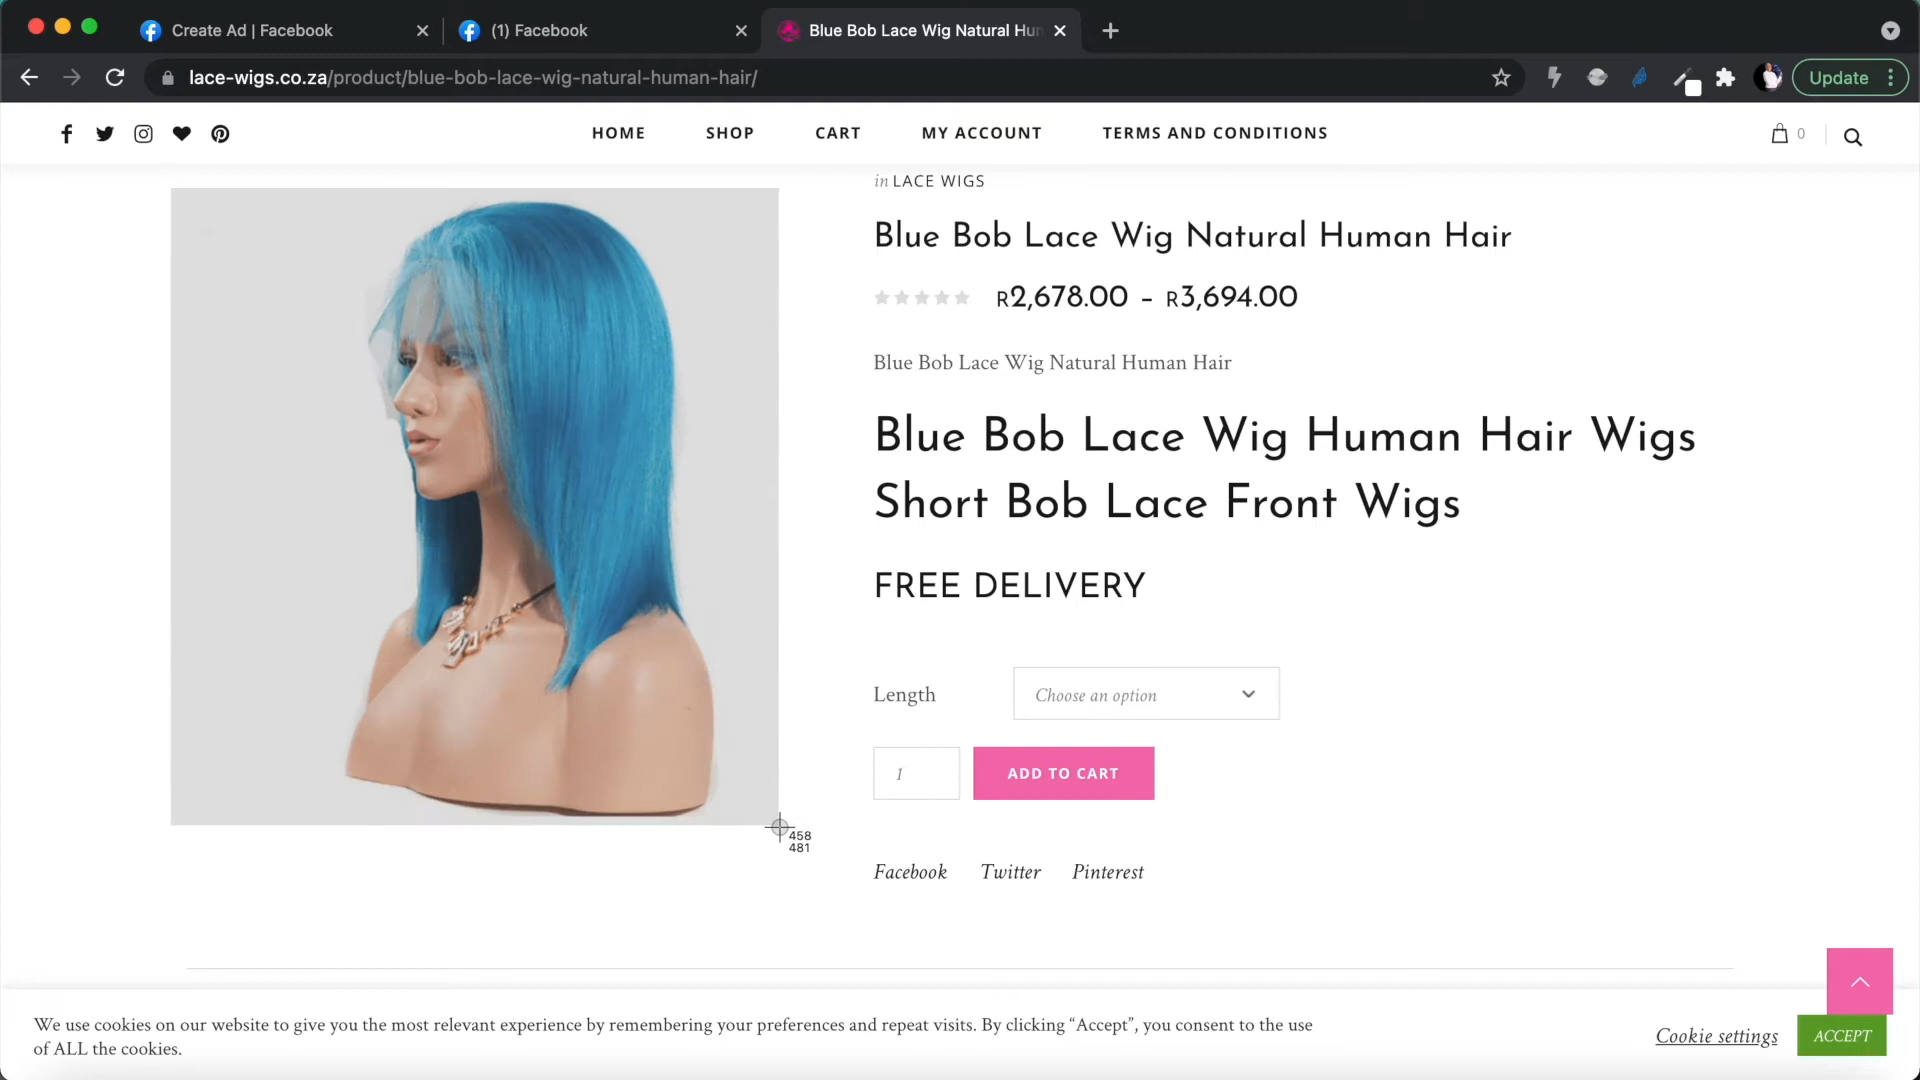 Create Ad | Facebook
(1) Facebook
Blue Bob Lace Wig Natural Hu
lace-wigs.co.za/product/blue-bob-lace-wig-natural-human-hair/
Update
HOME
SHOP
CART
MY ACCOUNT
TERMS AND CONDITIONS
0
in LACE WIGS
Blue Bob Lace Wig Natural Human Hair
R2,678.00 – R3,694.00
Blue Bob Lace Wig Natural Human Hair
Blue Bob Lace Wig Human Hair Wigs
Short Bob Lace Front Wigs
FREE DELIVERY
Length
Choose an option
1
ADD TO CART
458
481
Facebook
Twitter
Pinterest
We use cookies on our website to give you the most relevant experience by remembering your preferences and repeat visits. By clicking “Accept”, you consent to the use
of ALL the cookies.
Cookie settings
ACCEPT